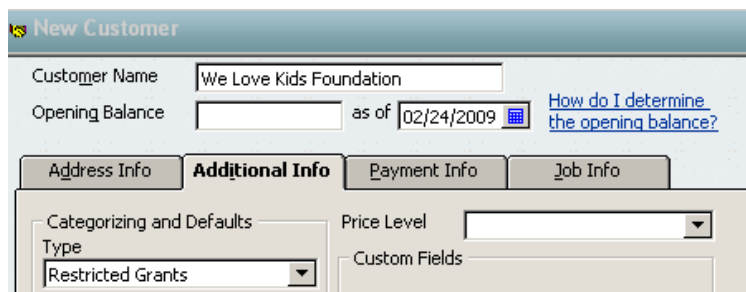 New Customer
Customer Name We Love Kids Foundation
Opening Balance as of 02/24/2009 How do I determine
the opening balance?
Address Info Additional Info Payment Info Job Info
Categorizing and Defaults Price Level
Type Custom Fields
Restricted Grants